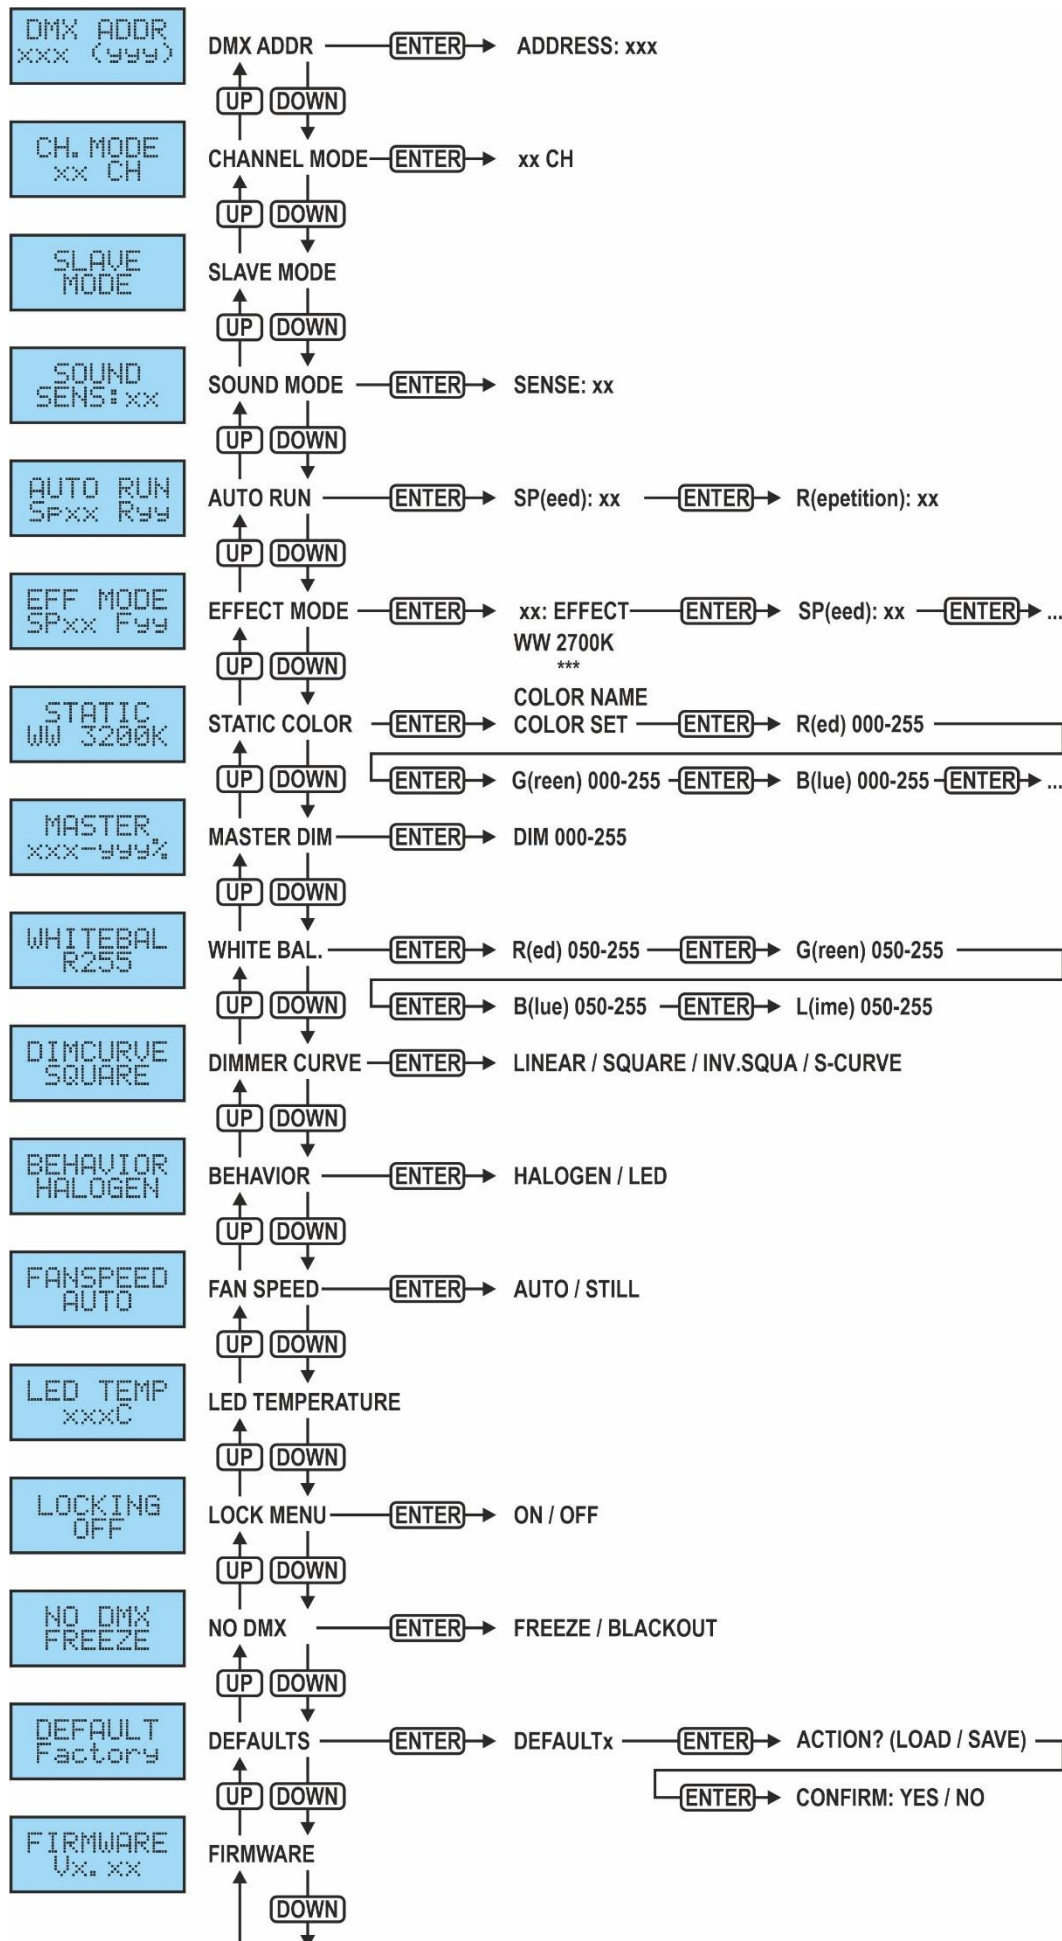 DMX ADDR
xxx (yyy)
DMX ADDR ENTER ADDRESS: xxx
UP DOWN
CH. MODE
xx CH
CHANNEL MODE ENTER xx CH
UP DOWN
SLAVE
MODE
SLAVE MODE
UP DOWN
SOUND
SENS:xx
SOUND MODE ENTER SENSE: xx
UP DOWN
AUTO RUN
SPxx Ryy
AUTO RUN ENTER SP(eed): xx ENTER R(epetition): xx
UP DOWN
EFF MODE
SPxx Fyy
EFFECT MODE ENTER xx: EFFECT ENTER SP(eed): xx ENTER ...
WW 2700K
UP DOWN ***
COLOR NAME
STATIC
WW 3200K
STATIC COLOR ENTER COLOR SET ENTER R(ed) 000-255
UP DOWN ENTER G(reen) 000-255 ENTER B(lue) 000-255 ENTER ...
MASTER
xxx-yyy%
MASTER DIM ENTER DIM 000-255
UP DOWN
WHITEBAL
R255
WHITE BAL. ENTER R(ed) 050-255 ENTER G(reen) 050-255
UP DOWN ENTER B(lue) 050-255 ENTER L(ime) 050-255
DIMCURVE
SQUARE
DIMMER CURVE ENTER LINEAR / SQUARE / INV.SQUA / S-CURVE
UP DOWN
BEHAVIOR
HALOGEN
BEHAVIOR ENTER HALOGEN / LED
UP DOWN
FANSPEED
AUTO
FAN SPEED ENTER AUTO / STILL
UP DOWN
LED TEMP
xxxC
LED TEMPERATURE
UP DOWN
LOCKING
OFF
LOCK MENU ENTER ON / OFF
UP DOWN
NO DMX
FREEZE
NO DMX ENTER FREEZE / BLACKOUT
UP DOWN
DEFAULT
Factory
DEFAULTS ENTER DEFAULTx ENTER ACTION? (LOAD / SAVE)
UP DOWN ENTER CONFIRM: YES / NO
FIRMWARE
Vx.xx
FIRMWARE
DOWN